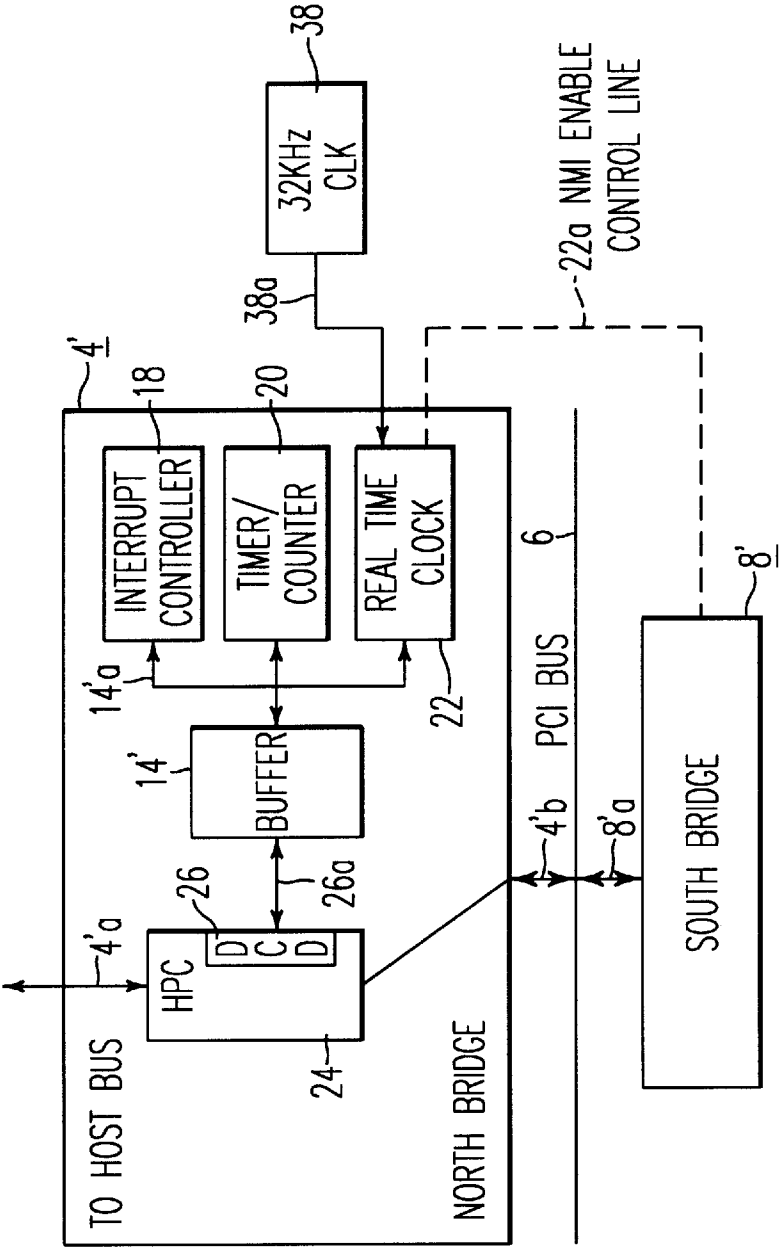 TO HOST BUS
4'a
4'
HPC
24
26
D
C
D
26a
BUFFER
14'
14'a
INTERRUPT
CONTROLLER
18
TIMER/
COUNTER
20
REAL TIME
CLOCK
22
38a
32KHz
CLK
38
NORTH BRIDGE
4'b
PCI BUS
6
8'a
SOUTH BRIDGE
8'
22a NMI ENABLE
CONTROL LINE